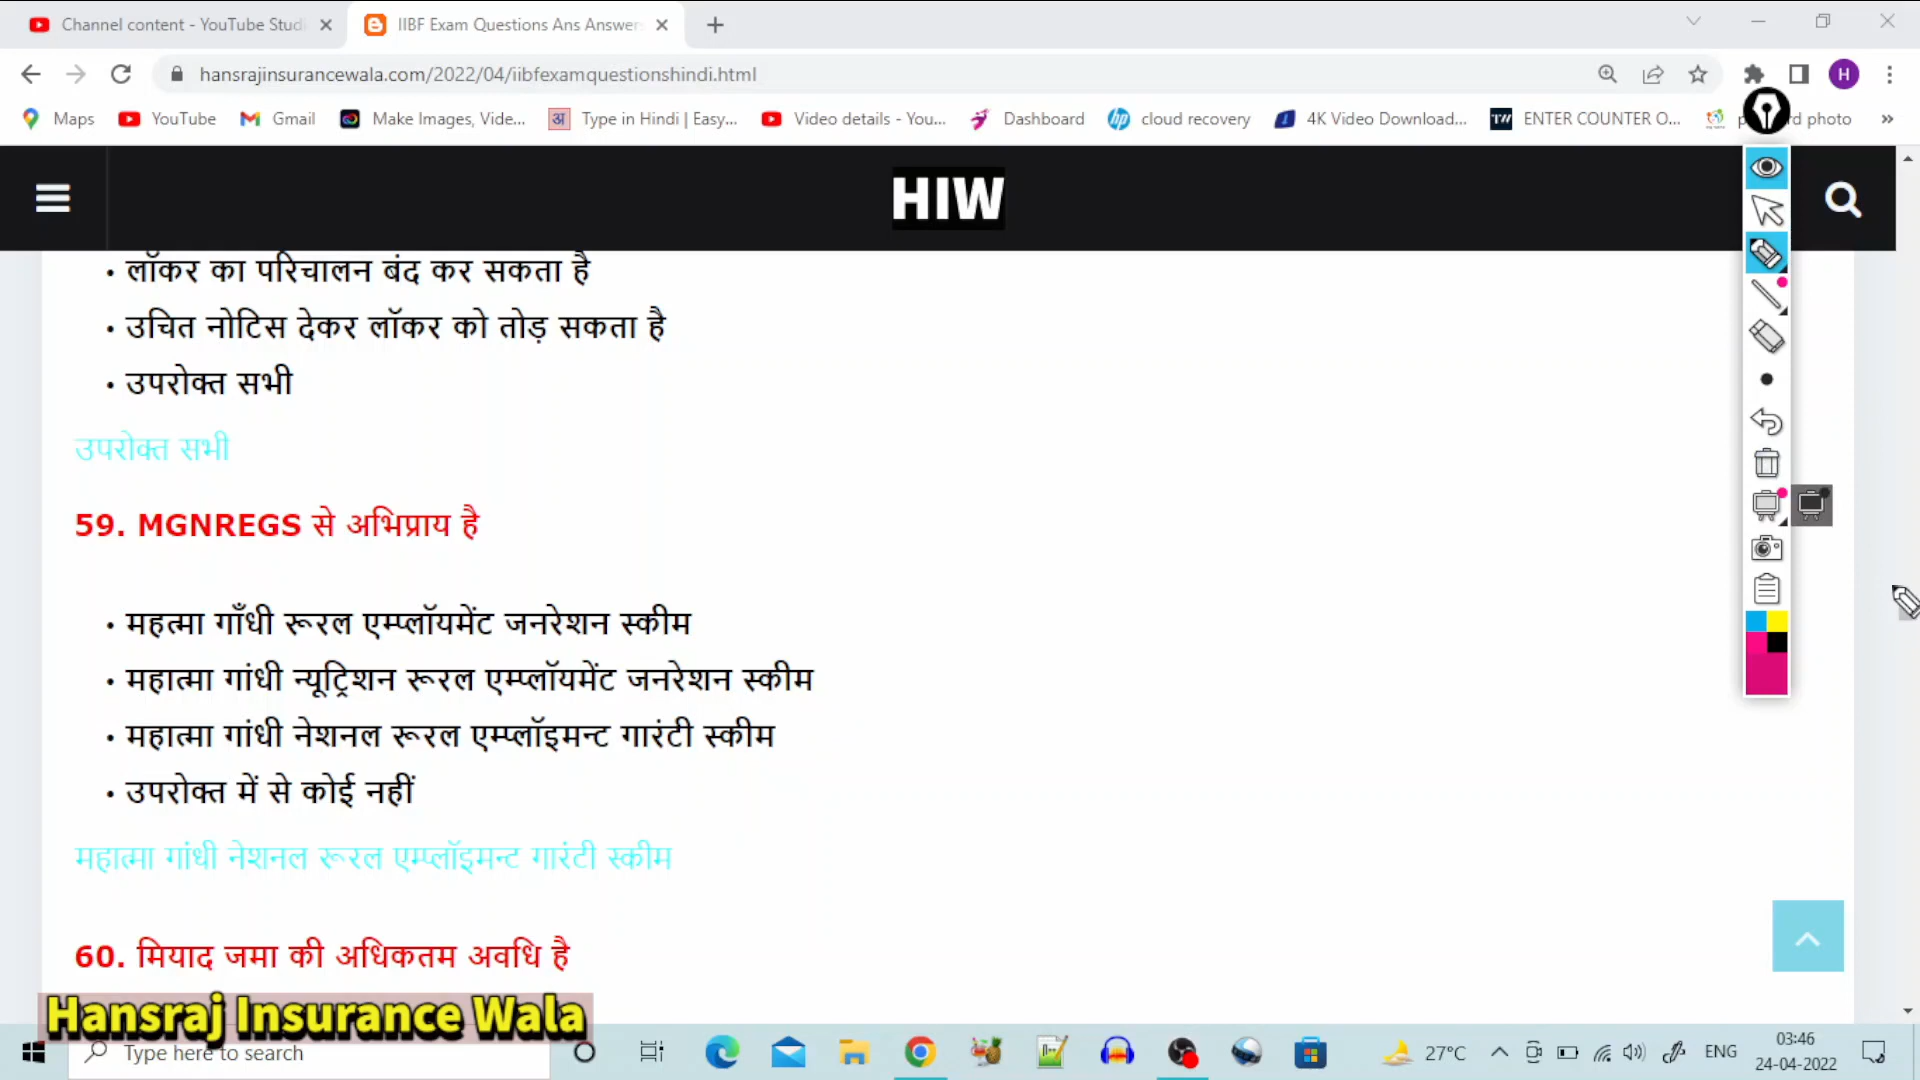 Channel content - YouTube Studi
IIBF Exam Questions Ans Answers
hansrajinsurancewala.com/2022/04/iibfexamquestionshindi.html
H
Maps
YouTube
Gmail
Make Images, Vide...
Type in Hindi | Easy...
Video details - You...
Dashboard
cloud recovery
4K Video Download...
ENTER COUNTER O...
photo
HIW
• लॉकर का परिचालन बंद कर सकता है
• उचित नोटिस देकर लॉकर को तोड़ सकता है
• उपरोक्त सभी
उपरोक्त सभी
59. MGNREGS से अभिप्राय है
• महत्मा गाँधी रूरल एम्प्लॉयमेंट जनरेशन स्कीम
• महात्मा गांधी न्यूट्रिशन रूरल एम्प्लॉयमेंट जनरेशन स्कीम
• महात्मा गांधी नेशनल रूरल एम्प्लॉइमन्ट गारंटी स्कीम
• उपरोक्त में से कोई नहीं
महात्मा गांधी नेशनल रूरल एम्प्लॉइमन्ट गारंटी स्कीम
60. मियाद जमा की अधिकतम अवधि है
Hansraj Insurance Wala
Type here to search
27°C
ENG
03:46
24-04-2022